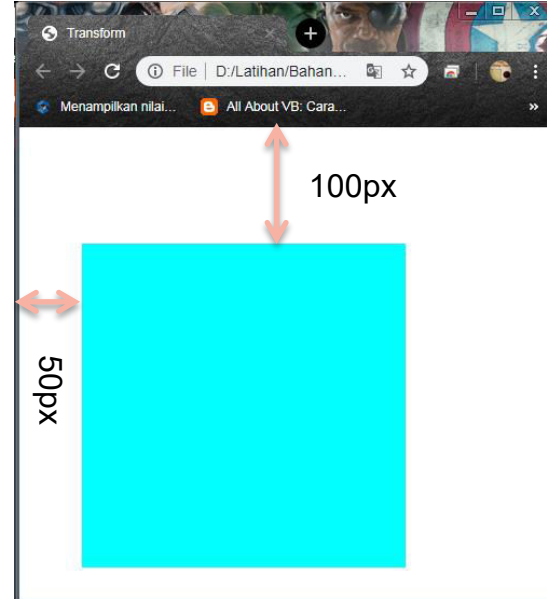 Transform
File | D:/Latihan/Bahan...
Menampilkan nilai...
All About VB: Cara...
»
100px
50px